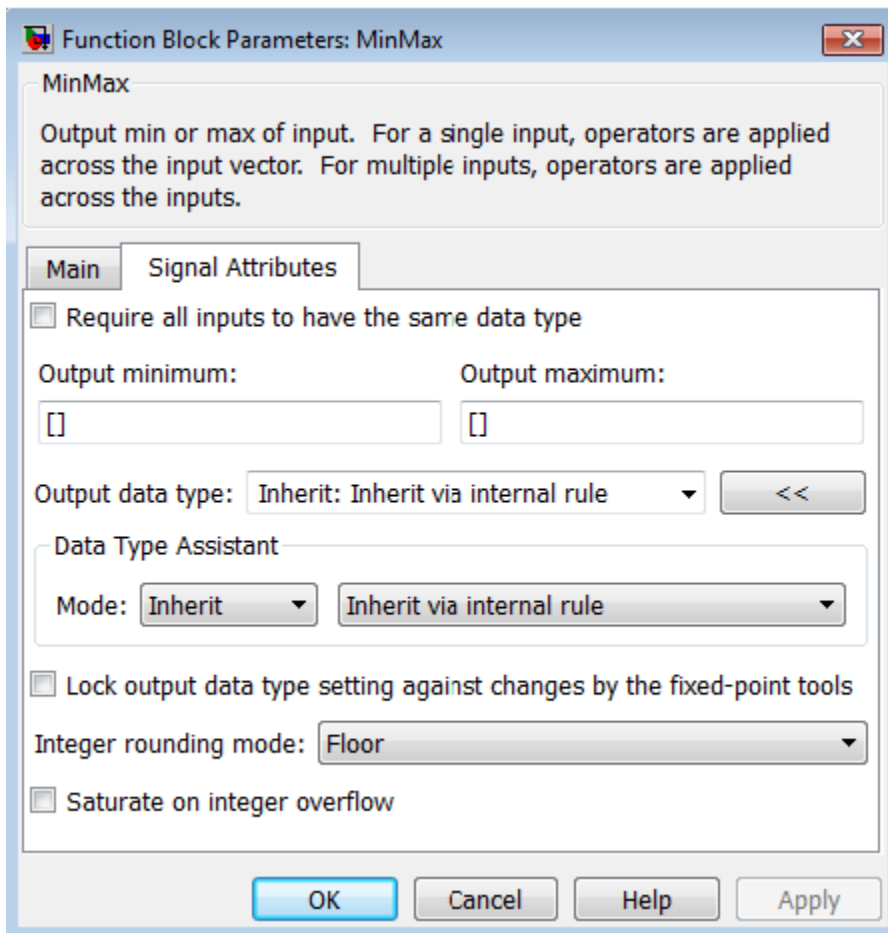 Function Block Parameters: MinMax
MinMax
Output min or max of input.  For a single input, operators are applied
across the input vector.  For multiple inputs, operators are applied
across the inputs.
Main
Signal Attributes
Require all inputs to have the same data type
Output minimum:
Output maximum:
[]
[]
Output data type:
Inherit: Inherit via internal rule
<<
Data Type Assistant
Mode:
Inherit
Inherit via internal rule
Lock output data type setting against changes by the fixed-point tools
Integer rounding mode:
Floor
Saturate on integer overflow
OK
Cancel
Help
Apply